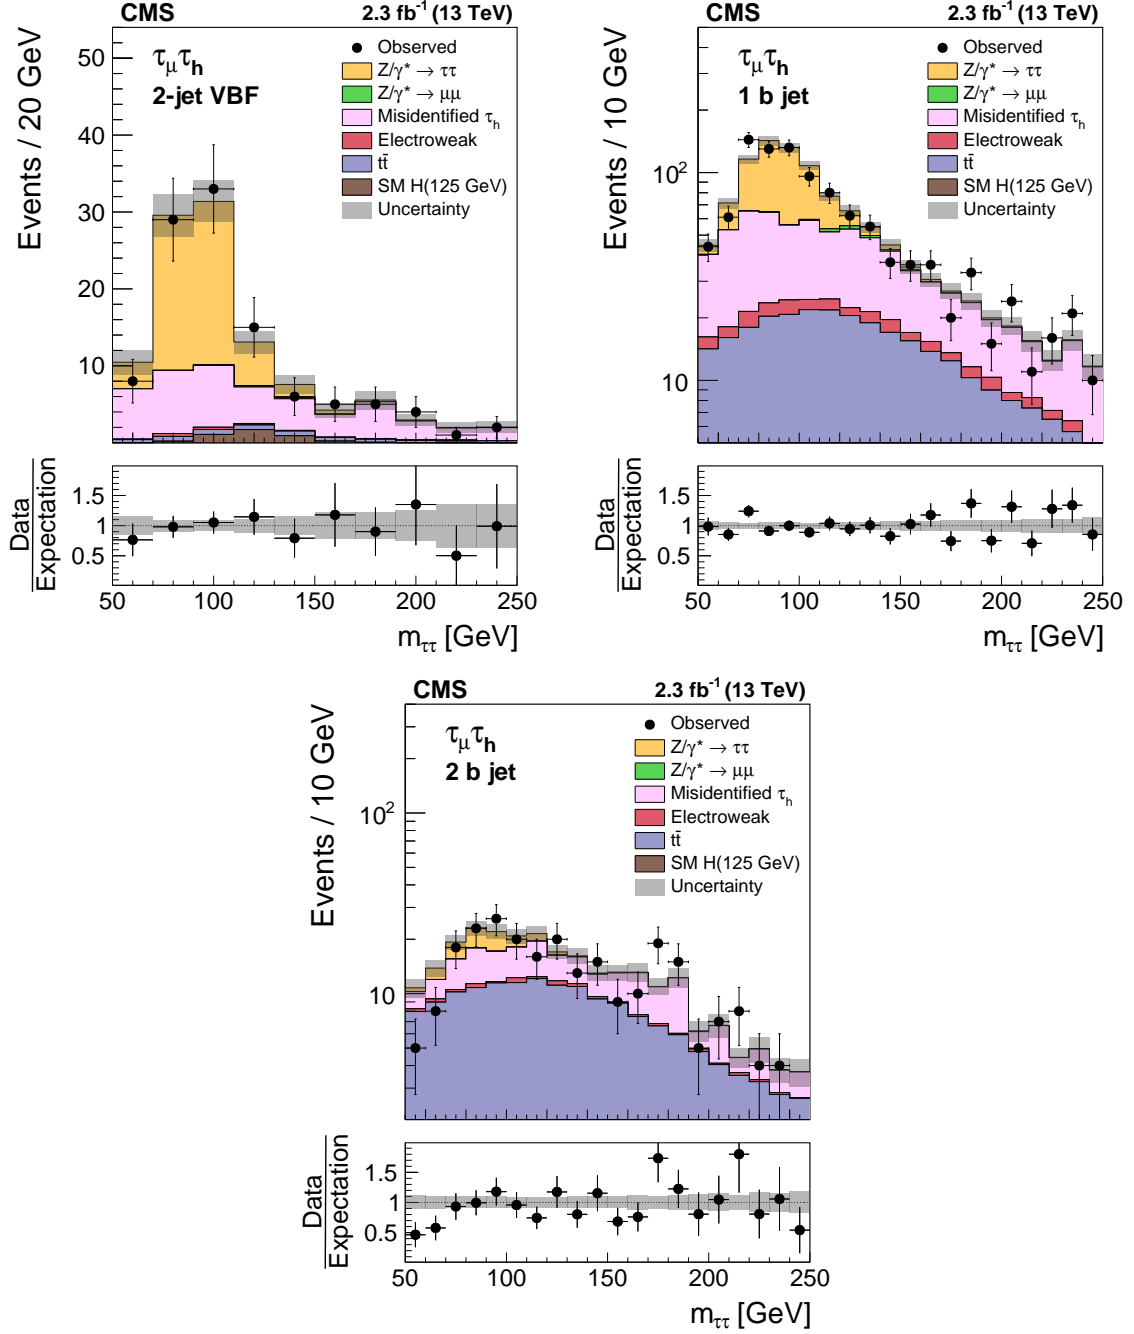 CMS 2.3 fb⁻¹ (13 TeV)
Events / 20 GeV
50
40
30
20
10
τμτh
2-jet VBF
Observed
Z/γ* → ττ
Z/γ* → μμ
Misidentified τh
Electroweak
tt̄
SM H(125 GeV)
Uncertainty
Data
Expectation
1.5
1
0.5
50 100 150 200 250
mττ [GeV]
CMS 2.3 fb⁻¹ (13 TeV)
Events / 10 GeV
10²
10
τμτh
1 b jet
Observed
Z/γ* → ττ
Z/γ* → μμ
Misidentified τh
Electroweak
tt̄
SM H(125 GeV)
Uncertainty
Data
Expectation
1.5
1
0.5
50 100 150 200 250
mττ [GeV]
CMS 2.3 fb⁻¹ (13 TeV)
Events / 10 GeV
10²
10
τμτh
2 b jet
Observed
Z/γ* → ττ
Z/γ* → μμ
Misidentified τh
Electroweak
tt̄
SM H(125 GeV)
Uncertainty
Data
Expectation
1.5
1
0.5
50 100 150 200 250
mττ [GeV]